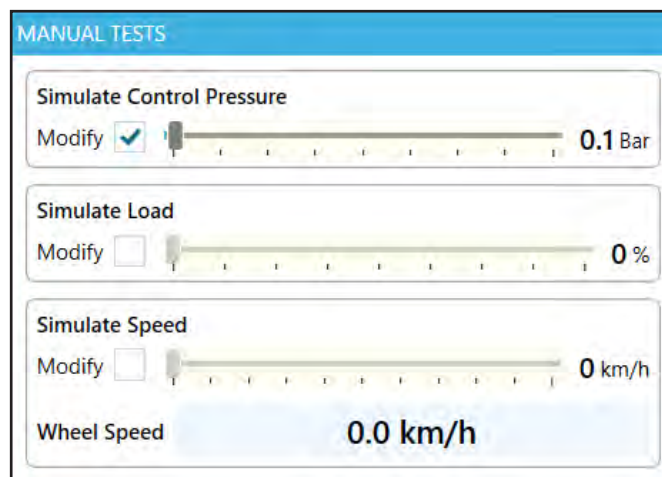 MANUAL TESTS
Simulate Control Pressure
Modify 0.1 Bar
Simulate Load
Modify 0 %
Simulate Speed
Modify 0 km/h
Wheel Speed 0.0 km/h